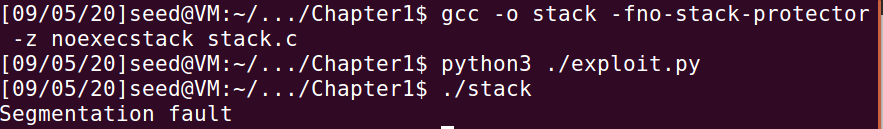 [09/05/20]seed@VM:~/.../Chapter1$ gcc -o stack -fno-stack-protector
 -z noexecstack stack.c
[09/05/20]seed@VM:~/.../Chapter1$ python3 ./exploit.py
[09/05/20]seed@VM:~/.../Chapter1$ ./stack
Segmentation fault